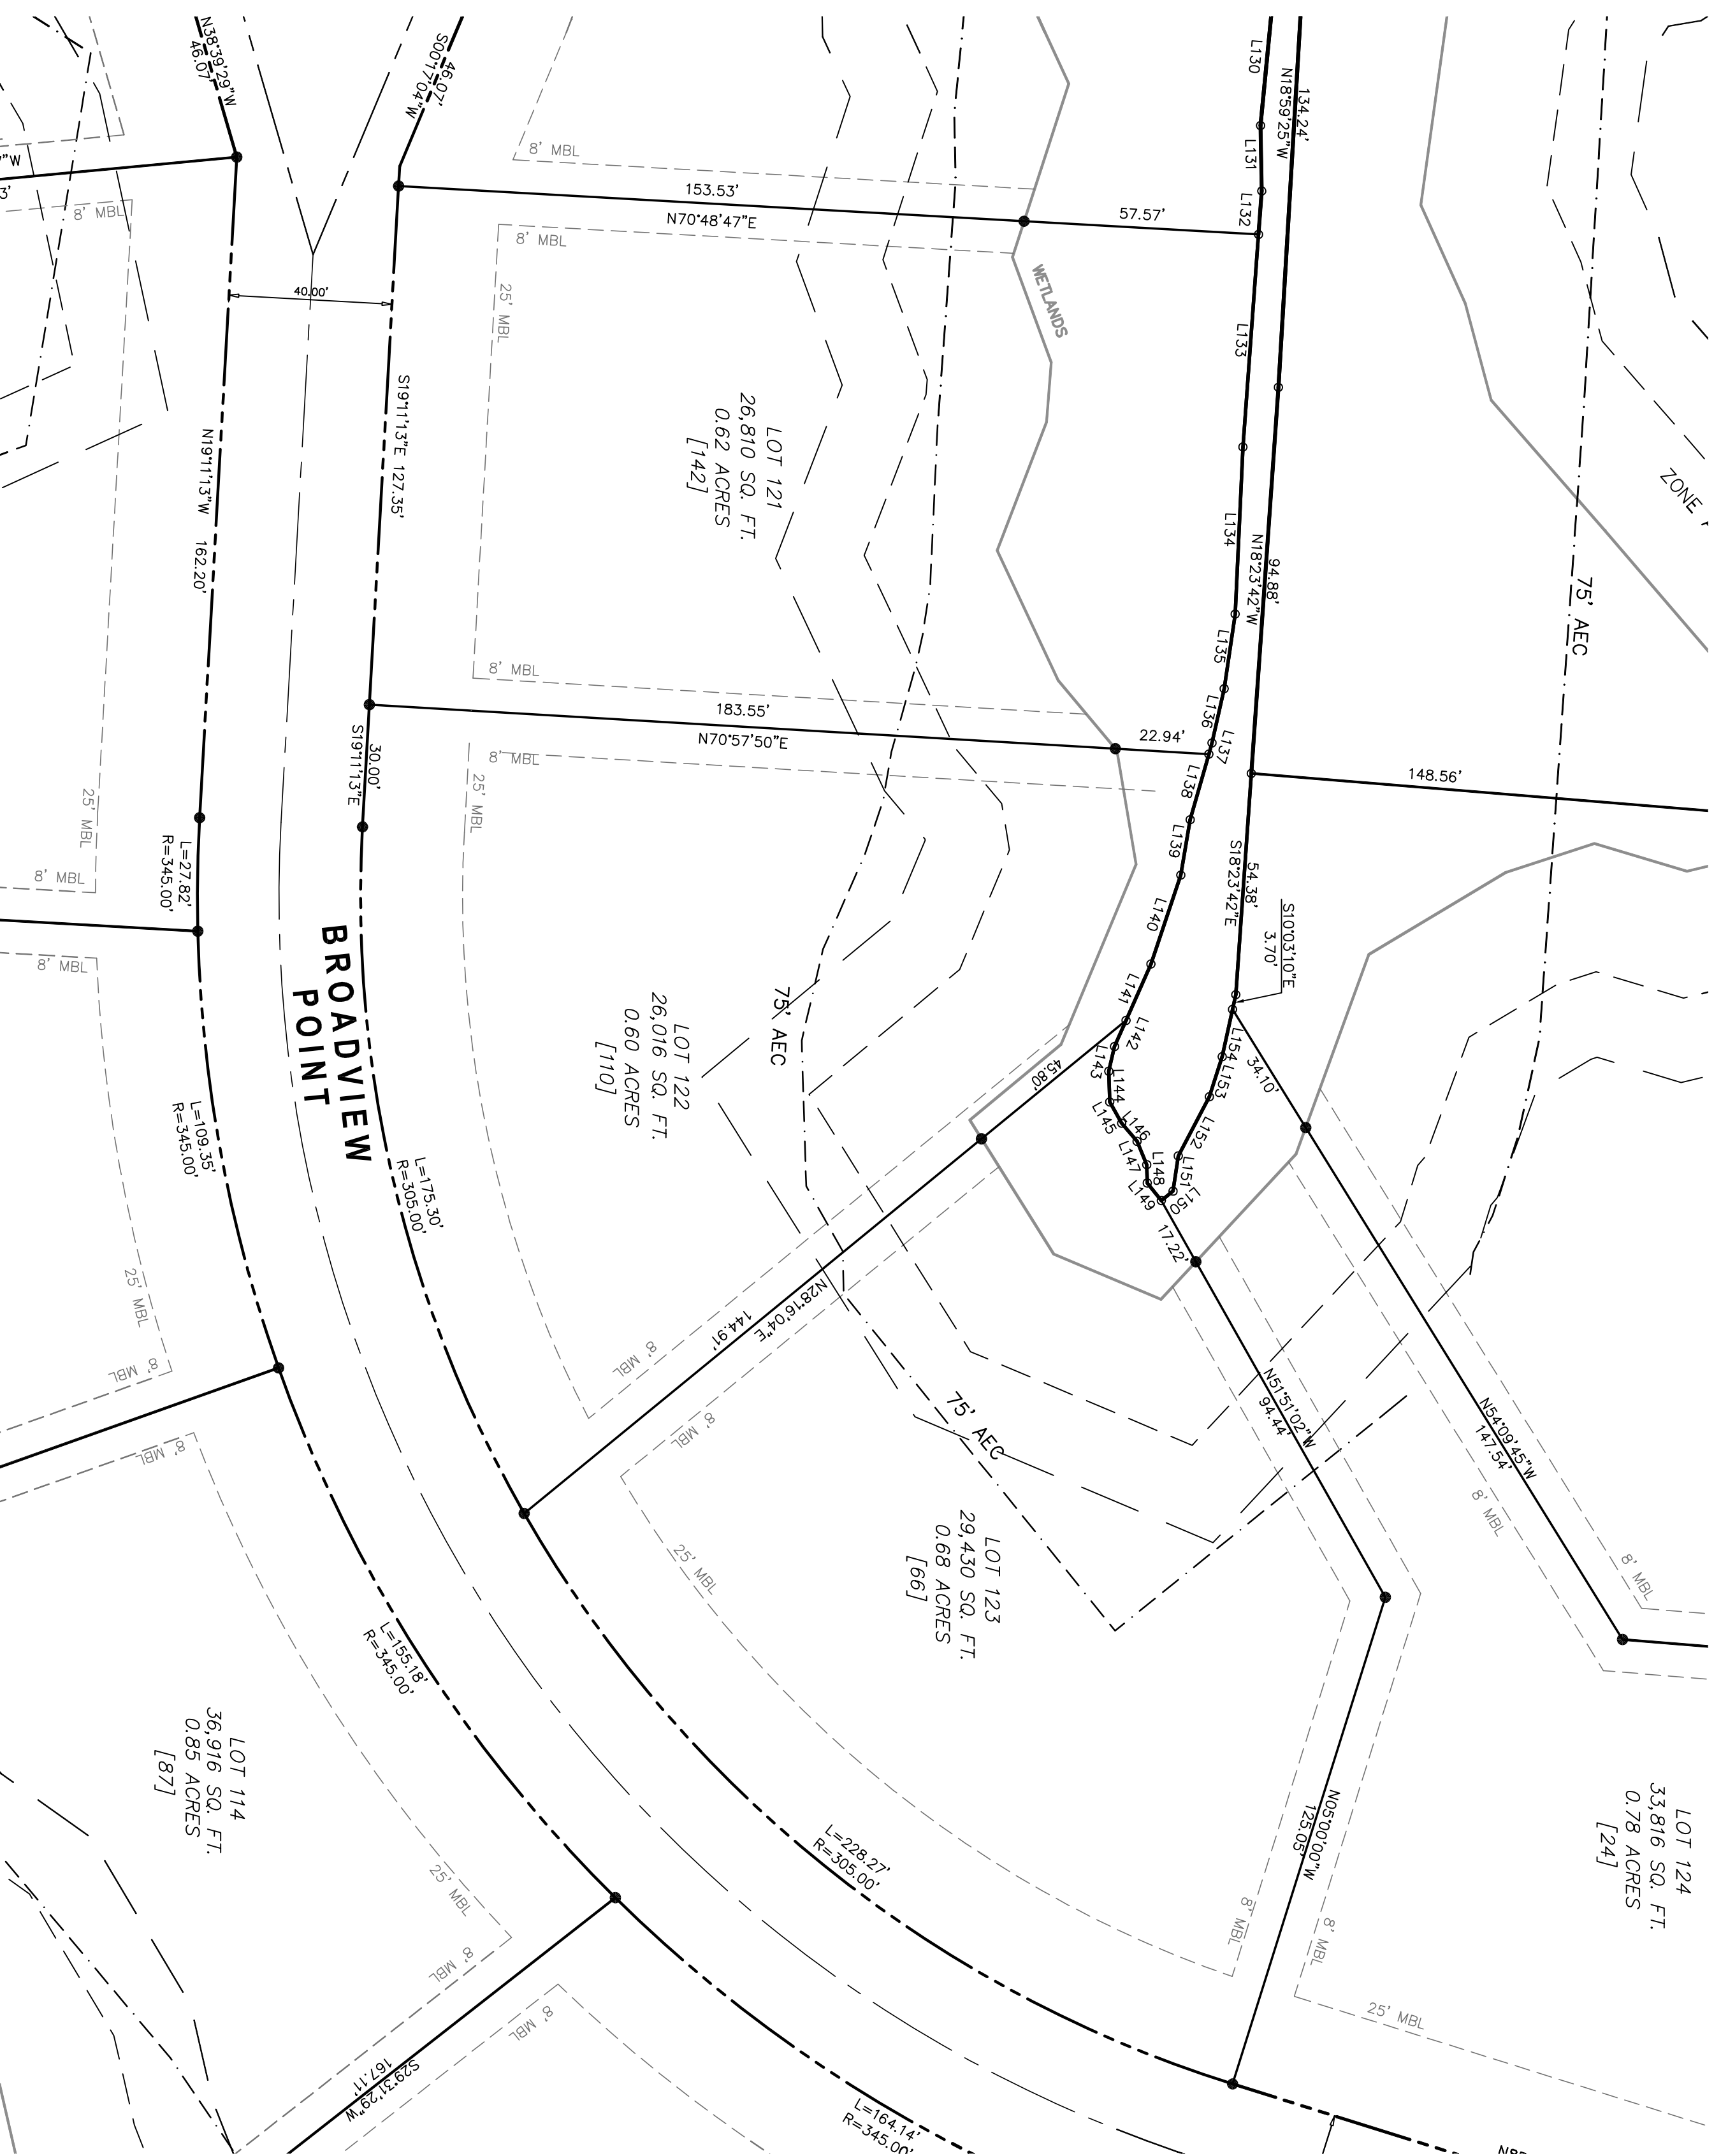 N38°39'29"W
46.07'
46.07'
S00°17'04"W
8' MBL
L130
134.24'
N18°59'25"W
L131
L132
153.53'
N70°48'47"E
57.57'
8' MBL
8' MBL
"W
3'
25' MBL
WETLANDS
40.00'
L133
S19°11'13"E 127.35'
N19°11'13"W 162.20'
LOT 121
26,810 SQ. FT.
0.62 ACRES
[142]
L134
94.88'
N18°23'42"W
ZONE
75' AEC
L135
L136
L137
8' MBL
183.55'
N70°57'50"E
22.94'
30.00'
S19°11'13"E
8' MBL
25' MBL
148.56'
L138
L139
25' MBL
8' MBL
L=27.82'
R=345.00'
54.38'
S18°23'42"E
S10°03'10"E
3.70'
L140
8' MBL
BROADVIEW
POINT
LOT 122
26,016 SQ. FT.
0.60 ACRES
[110]
75' AEC
L141
L142
L143
L144
L145
L146
L147
L148
L149
L150
L151
L152
L153
L154
34.10'
45.80'
17.22'
L=109.35'
R=345.00'
L=175.30'
R=305.00'
25' MBL
8' MBL
N28°16'04"E
144.91'
8' MBL
8' MBL
8' MBL
75' AEC
N51°51'02"W
94.44'
N54°09'45"W
147.54'
8' MBL
8' MBL
25' MBL
LOT 123
29,430 SQ. FT.
0.68 ACRES
[66]
L=155.18'
R=345.00'
LOT 114
36,916 SQ. FT.
0.85 ACRES
[87]
L=228.27'
R=305.00'
N05°00'00"W
125.05'
LOT 124
33,816 SQ. FT.
0.78 ACRES
[24]
25' MBL
8' MBL
8' MBL
8' MBL
8' MBL
25' MBL
S29°31'29"W
167.11'
L=164.14'
R=345.00'